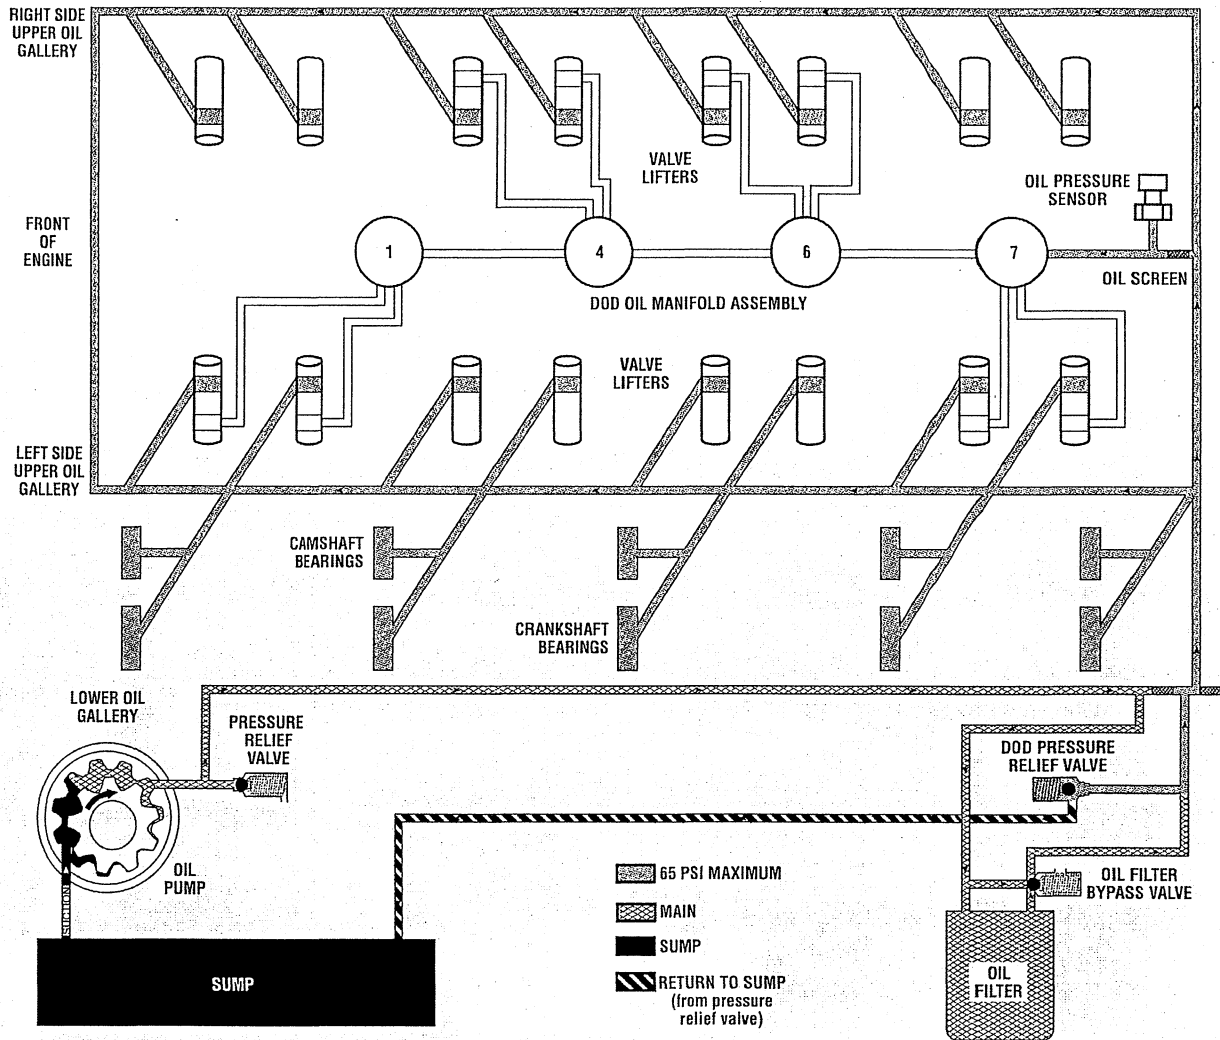 RIGHT SIDE
UPPER OIL
GALLERY
VALVE
LIFTERS
OIL PRESSURE
SENSOR
FRONT
OF
ENGINE
1
4
6
7
OIL SCREEN
DOD OIL MANIFOLD ASSEMBLY
VALVE
LIFTERS
LEFT SIDE
UPPER OIL
GALLERY
CAMSHAFT
BEARINGS
CRANKSHAFT
BEARINGS
LOWER OIL
GALLERY
PRESSURE
RELIEF
VALVE
DOD PRESSURE
RELIEF VALVE
OIL
PUMP
SUCTION
65 PSI MAXIMUM
MAIN
SUMP
RETURN TO SUMP
(from pressure
relief valve)
OIL FILTER
BYPASS VALVE
SUMP
OIL
FILTER